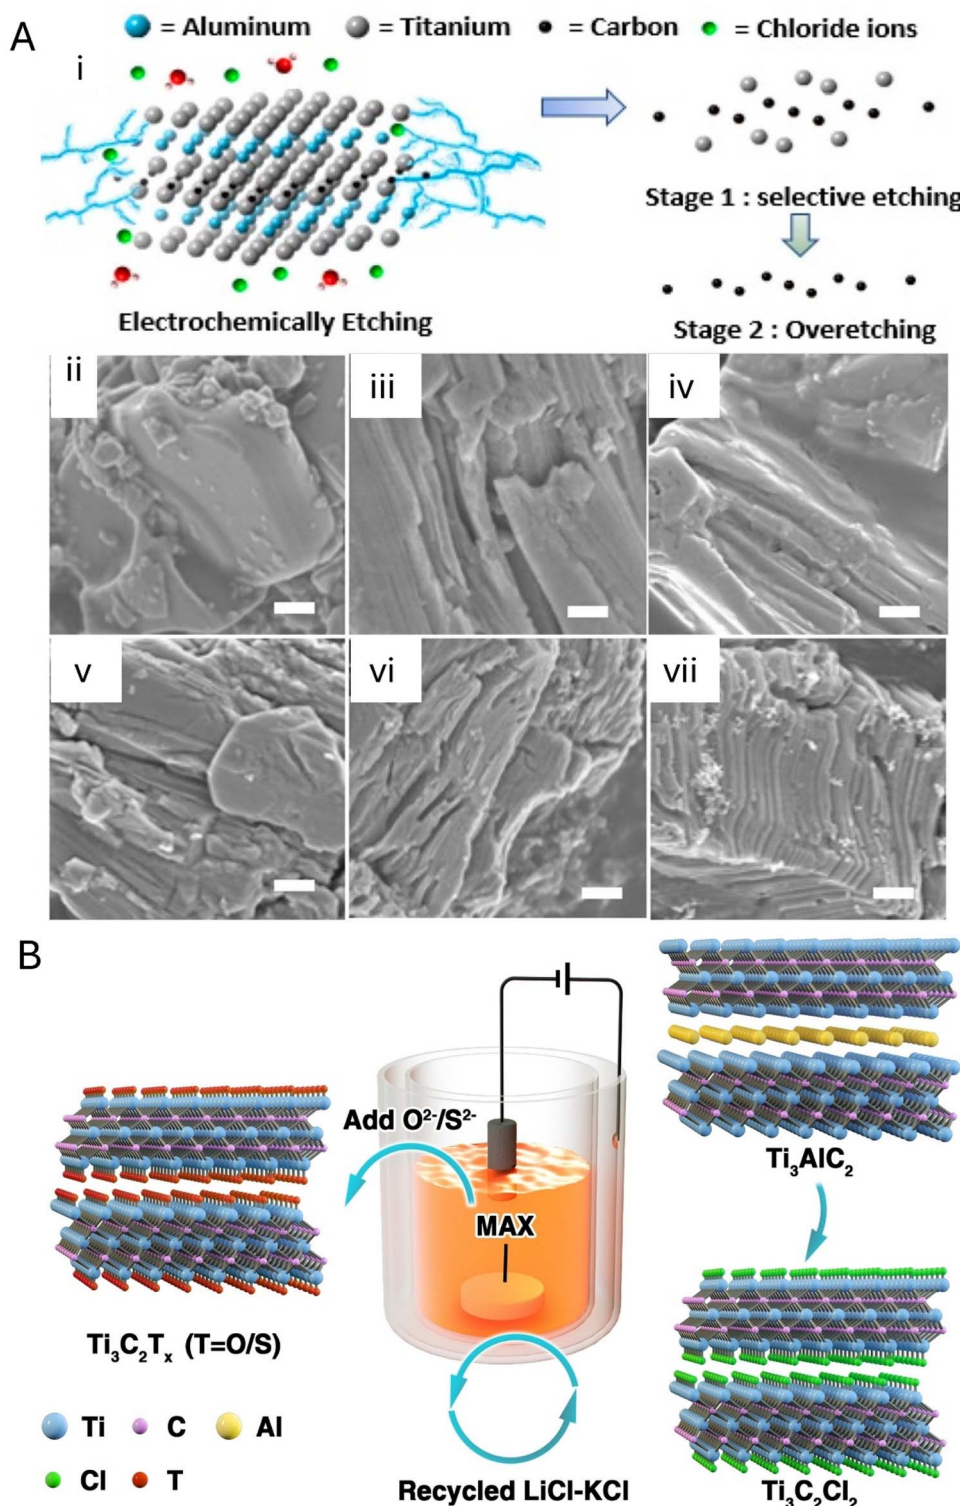 A
= Aluminum = Titanium = Carbon = Chloride ions
i
Stage 1 : selective etching
Electrochemically Etching
Stage 2 : Overetching
ii
iii
iv
v
vi
vii
B
Add O²⁻/S²⁻
MAX
Ti₃AlC₂
Ti₃C₂Tₓ (T=O/S)
Ti C Al
Cl T
Recycled LiCl-KCl
Ti₃C₂Cl₂